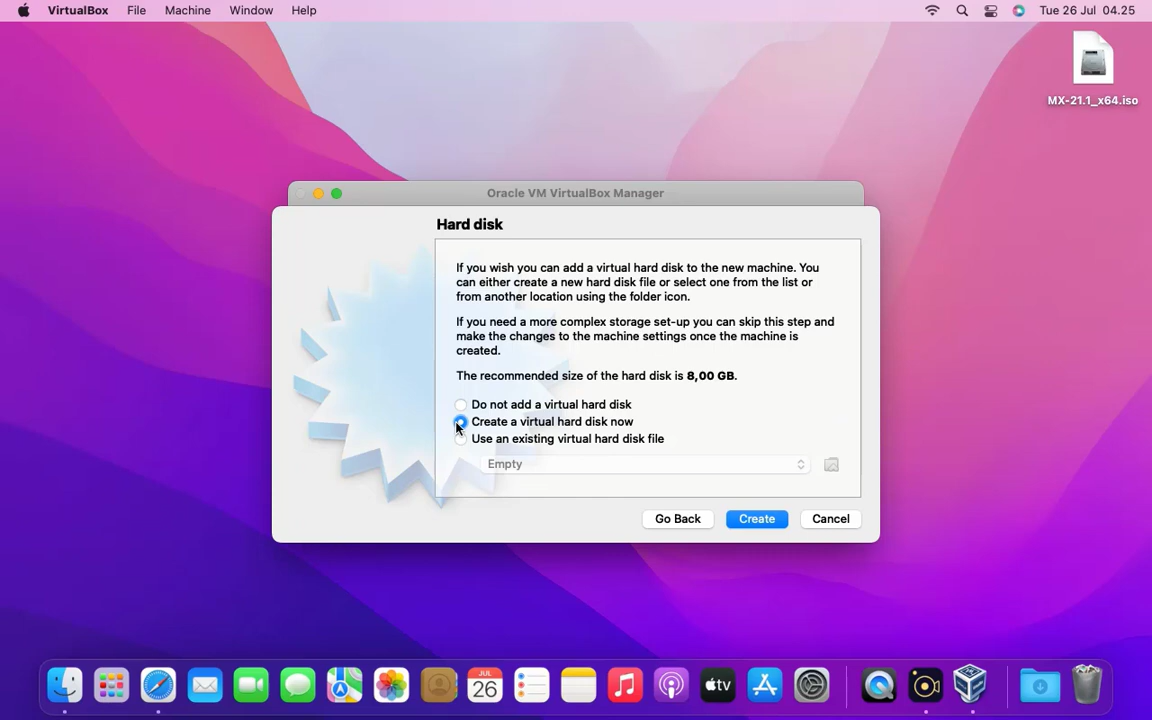 VirtualBox File Machine Window Help Tue 26 Jul 04.25
MX-21.1_x64.iso
Oracle VM VirtualBox Manager
Hard disk
If you wish you can add a virtual hard disk to the new machine. You
can either create a new hard disk file or select one from the list or
from another location using the folder icon.
If you need a more complex storage set-up you can skip this step and
make the changes to the machine settings once the machine is
created.
The recommended size of the hard disk is 8,00 GB.
Do not add a virtual hard disk
Create a virtual hard disk now
Use an existing virtual hard disk file
Empty
Go Back Create Cancel
JUL
26
tv